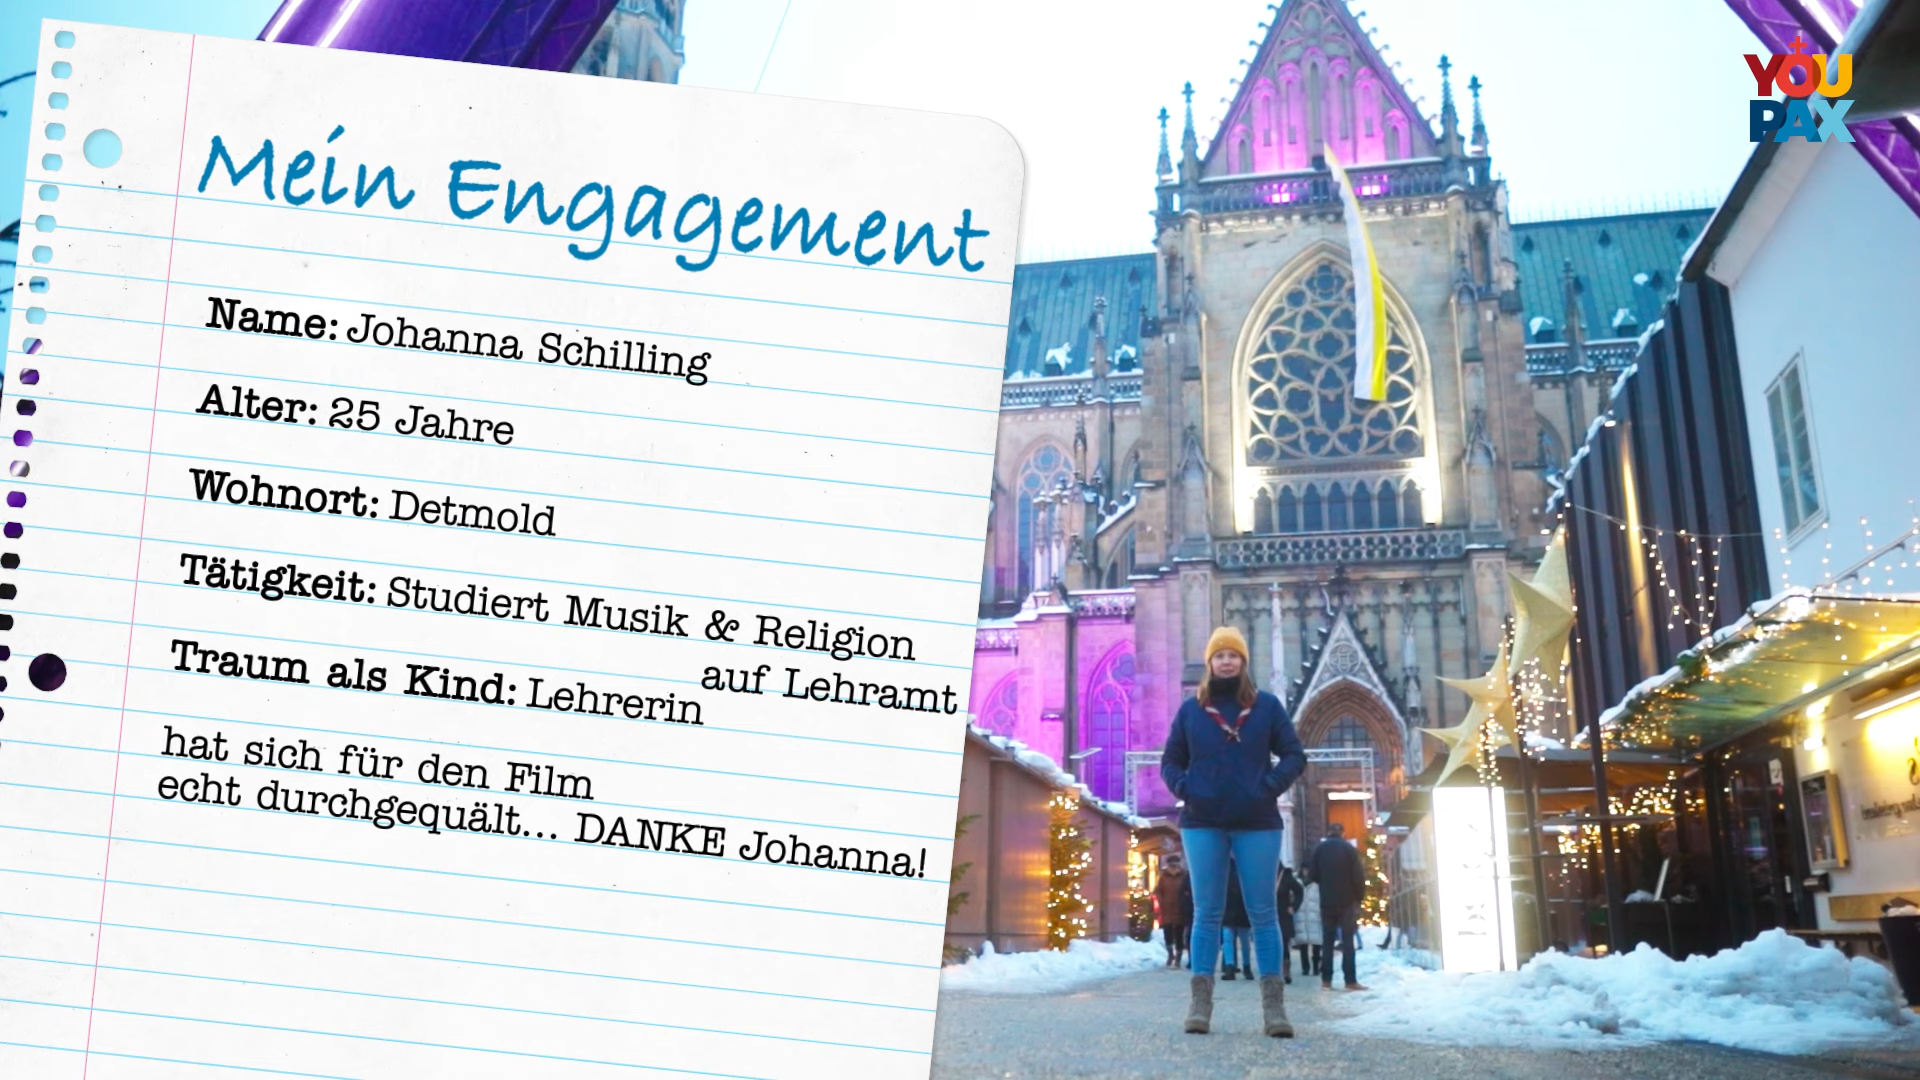 Mein Engagement
Name: Johanna Schilling
Alter: 25 Jahre
Wohnort: Detmold
Tätigkeit: Studiert Musik & Religion
auf Lehramt
Traum als Kind: Lehrerin
hat sich für den Film
echt durchgequält... DANKE Johanna!
YOU
PAX